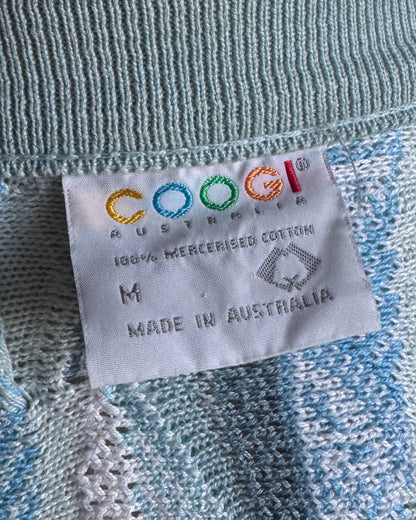 COOGI®
AUSTRALIA
100% MERCERISED COTTON
M
MADE IN AUSTRALIA